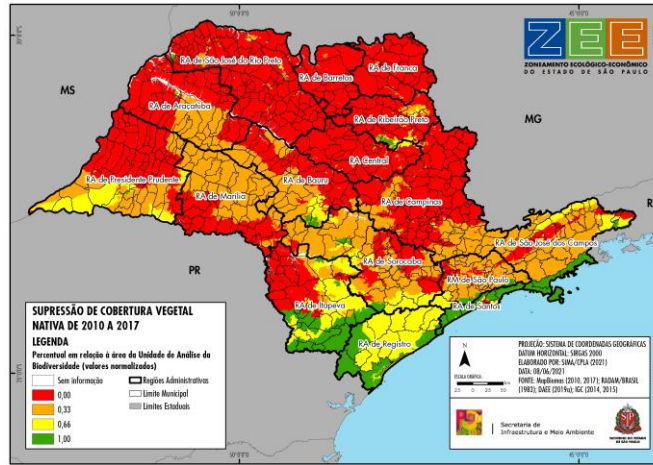 ZEE
ZONEAMENTO ECOLÓGICO-ECONÔMICO
DO ESTADO DE SÃO PAULO
MS
MG
PR
RA de São José do Rio Preto
RA de Barretos
RA de Franca
RA de Araçatuba
RA de Ribeirão Preto
RA Central
RA de Presidente Prudente
RA de Marília
RA de Bauru
RA de Campinas
RA de São José dos Campos
RA de Sorocaba
RM de São Paulo
RA de Itapeva
RA de Santos
RA de Registro
SUPRESSÃO DE COBERTURA VEGETAL
NATIVA DE 2010 A 2017
LEGENDA
Percentual em relação à área da Unidade de Análise da
Biodiversidade (valores normalizados)
Sem informação
0,00
0,33
0,66
1,00
Regiões Administrativas
Limite Municipal
Limites Estaduais
N
ESCALA GRÁFICA
PROJEÇÃO: SISTEMA DE COORDENADAS GEOGRÁFICAS
DATUM HORIZONTAL: SIRGAS 2000
ELABORADO POR: SIMA/CPLA (2021)
DATA: 08/06/2021
FONTE: MapBiomas (2010, 2017); RADAM/BRASIL
(1983); DAEE (2019a); IGC (2014, 2015)
Secretaria de
Infraestrutura e Meio Ambiente